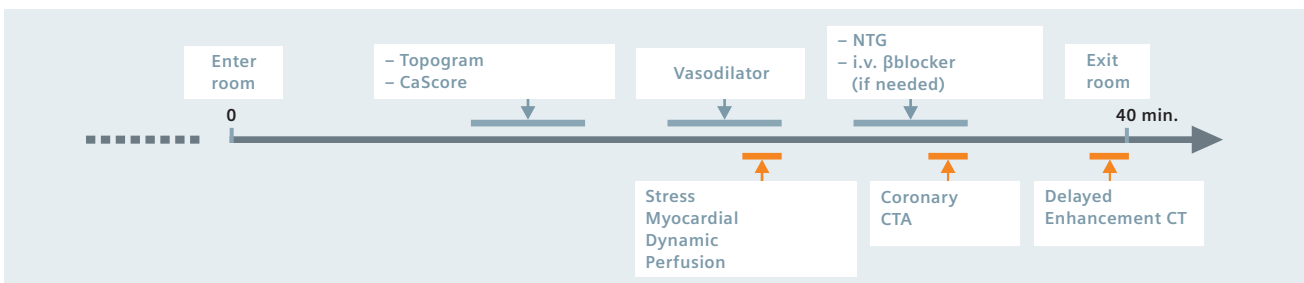 Enter
room
– Topogram
– CaScore
Vasodilator
– NTG
– i.v. βblocker
(if needed)
Exit
room
0
40 min.
Stress
Myocardial
Dynamic
Perfusion
Coronary
CTA
Delayed
Enhancement CT